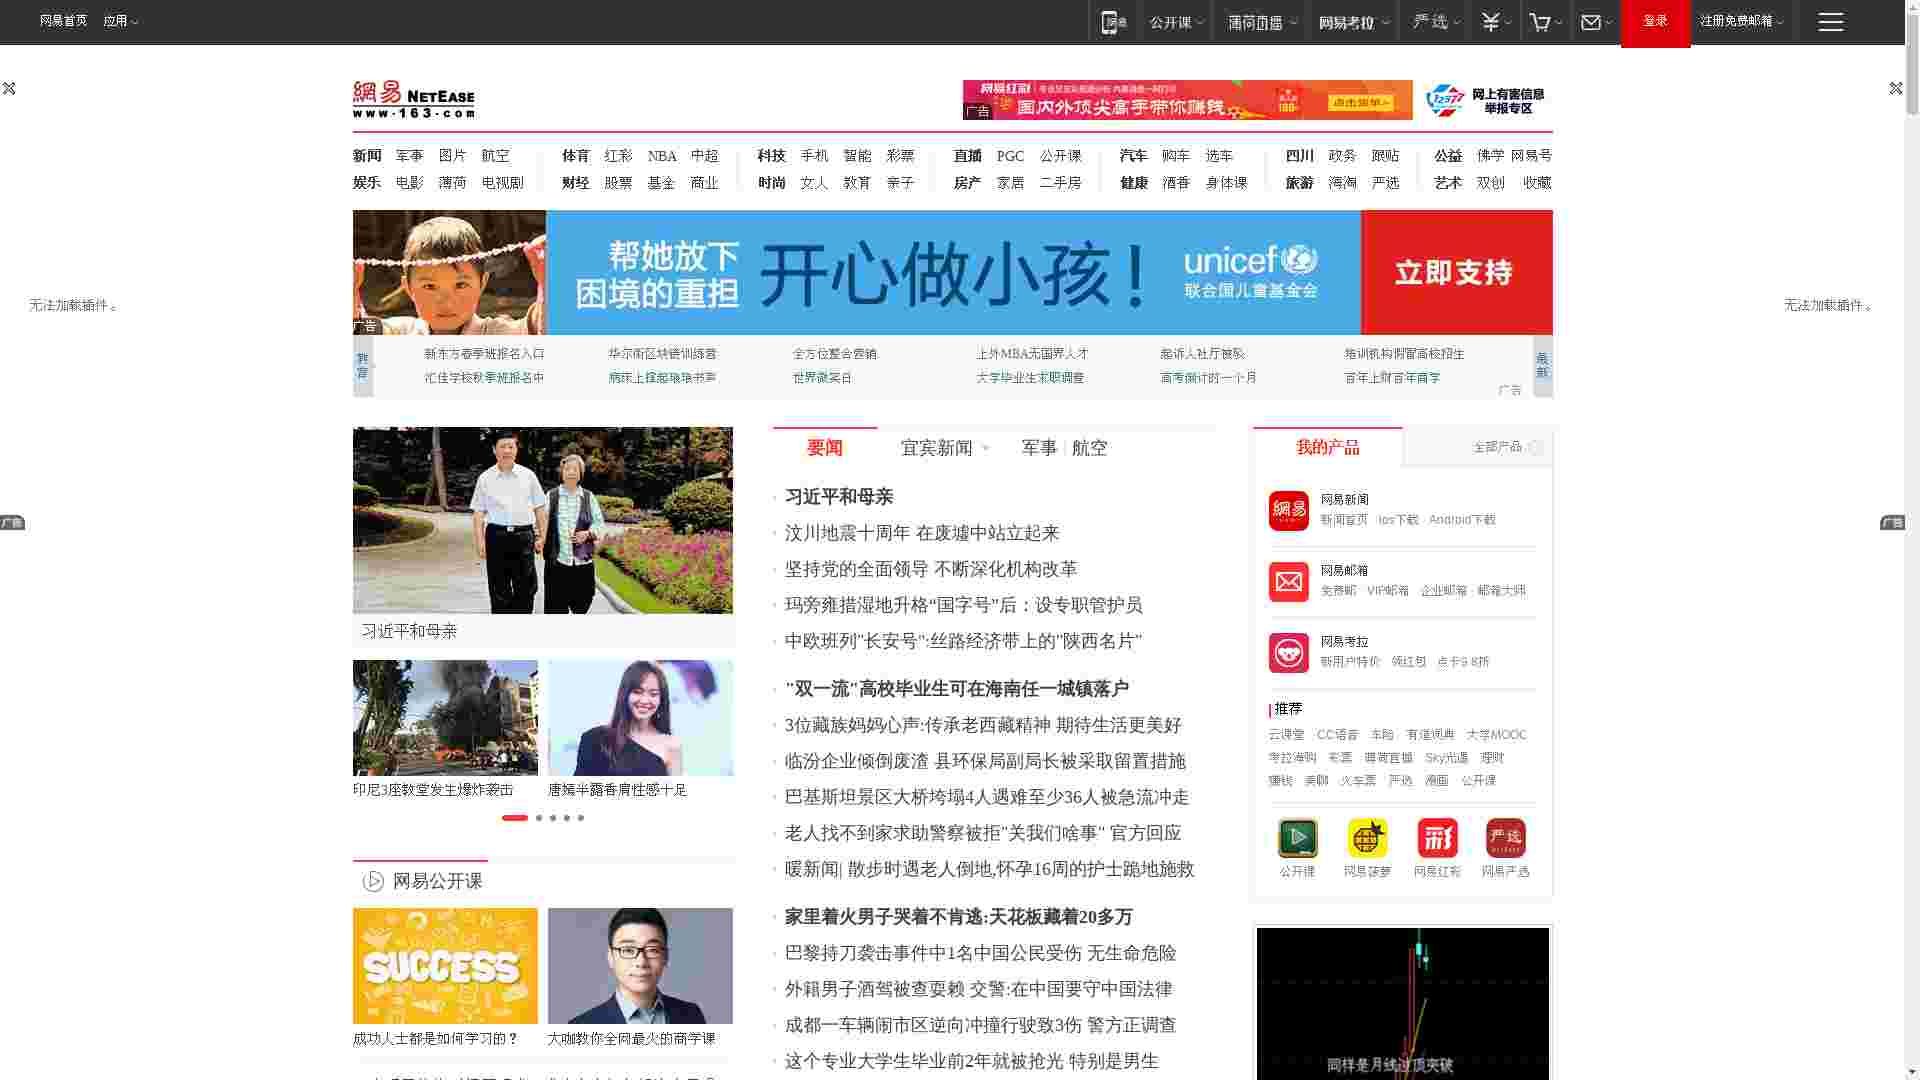 网易首页 应用
公开课 薄荷直播 网易考拉 严选 登录 注册免费邮箱
網易 NETEASE
www.163.com
广告
国内外顶尖高手带你赚钱
12377 网上有害信息
举报专区
新闻 军事 图片 航空 体育 红彩 NBA 中超 科技 手机 智能 彩票 直播 PGC 公开课 汽车 购车 选车 四川 政务 跟贴 公益 佛学 网易号
娱乐 电影 薄荷 电视剧 财经 股票 基金 商业 时尚 女人 教育 亲子 房产 家居 二手房 健康 酒香 身体课 旅游 海淘 严选 艺术 双创 收藏
帮她放下
困境的重担
开心做小孩！
unicef
联合国儿童基金会
立即支持
广告
无法加载插件。
无法加载插件。
教育
新东方春季班报名入口 华尔街区块链训练营 全方位整合营销 上外MBA无国界人才 起诉人社厅被驳 培训机构假冒高校招生
汇佳学校秋季班报名中 病床上撑起琅琅书声 世界微笑日 大学毕业生求职调查 高考倒计时一个月 百年上财百年商学
广告
最新
广告
广告
习近平和母亲
印尼3座教堂发生爆炸袭击
唐嫣半露香肩性感十足
网易公开课
SUCCESS
成功人士都是如何学习的？
大咖教你全网最火的商学课
要闻 宜宾新闻 军事 | 航空
习近平和母亲
汶川地震十周年 在废墟中站立起来
坚持党的全面领导 不断深化机构改革
玛旁雍措湿地升格“国字号”后：设专职管护员
中欧班列"长安号":丝路经济带上的"陕西名片"
"双一流"高校毕业生可在海南任一城镇落户
3位藏族妈妈心声:传承老西藏精神 期待生活更美好
临汾企业倾倒废渣 县环保局副局长被采取留置措施
巴基斯坦景区大桥垮塌4人遇难至少36人被急流冲走
老人找不到家求助警察被拒"关我们啥事" 官方回应
暖新闻| 散步时遇老人倒地,怀孕16周的护士跪地施救
家里着火男子哭着不肯逃:天花板藏着20多万
巴黎持刀袭击事件中1名中国公民受伤 无生命危险
外籍男子酒驾被查耍赖 交警:在中国要守中国法律
成都一车辆闹市区逆向冲撞行驶致3伤 警方正调查
这个专业大学生毕业前2年就被抢光 特别是男生
我的产品 全部产品
網易
网易新闻
新闻首页 Ios下载 Android下载
网易邮箱
免费邮 VIP邮箱 企业邮箱 邮箱大师
网易考拉
新用户特价 领红包 点卡9.8折
推荐
云课堂 CC语音 车险 有道词典 大学MOOC
考拉海购 彩票 薄荷直播 Sky光遇 理财
赚钱 美聊 火车票 严选 漫画 公开课
彩
严选
公开课 网易菠萝 网易红彩 网易严选
同样是月线过顶突破